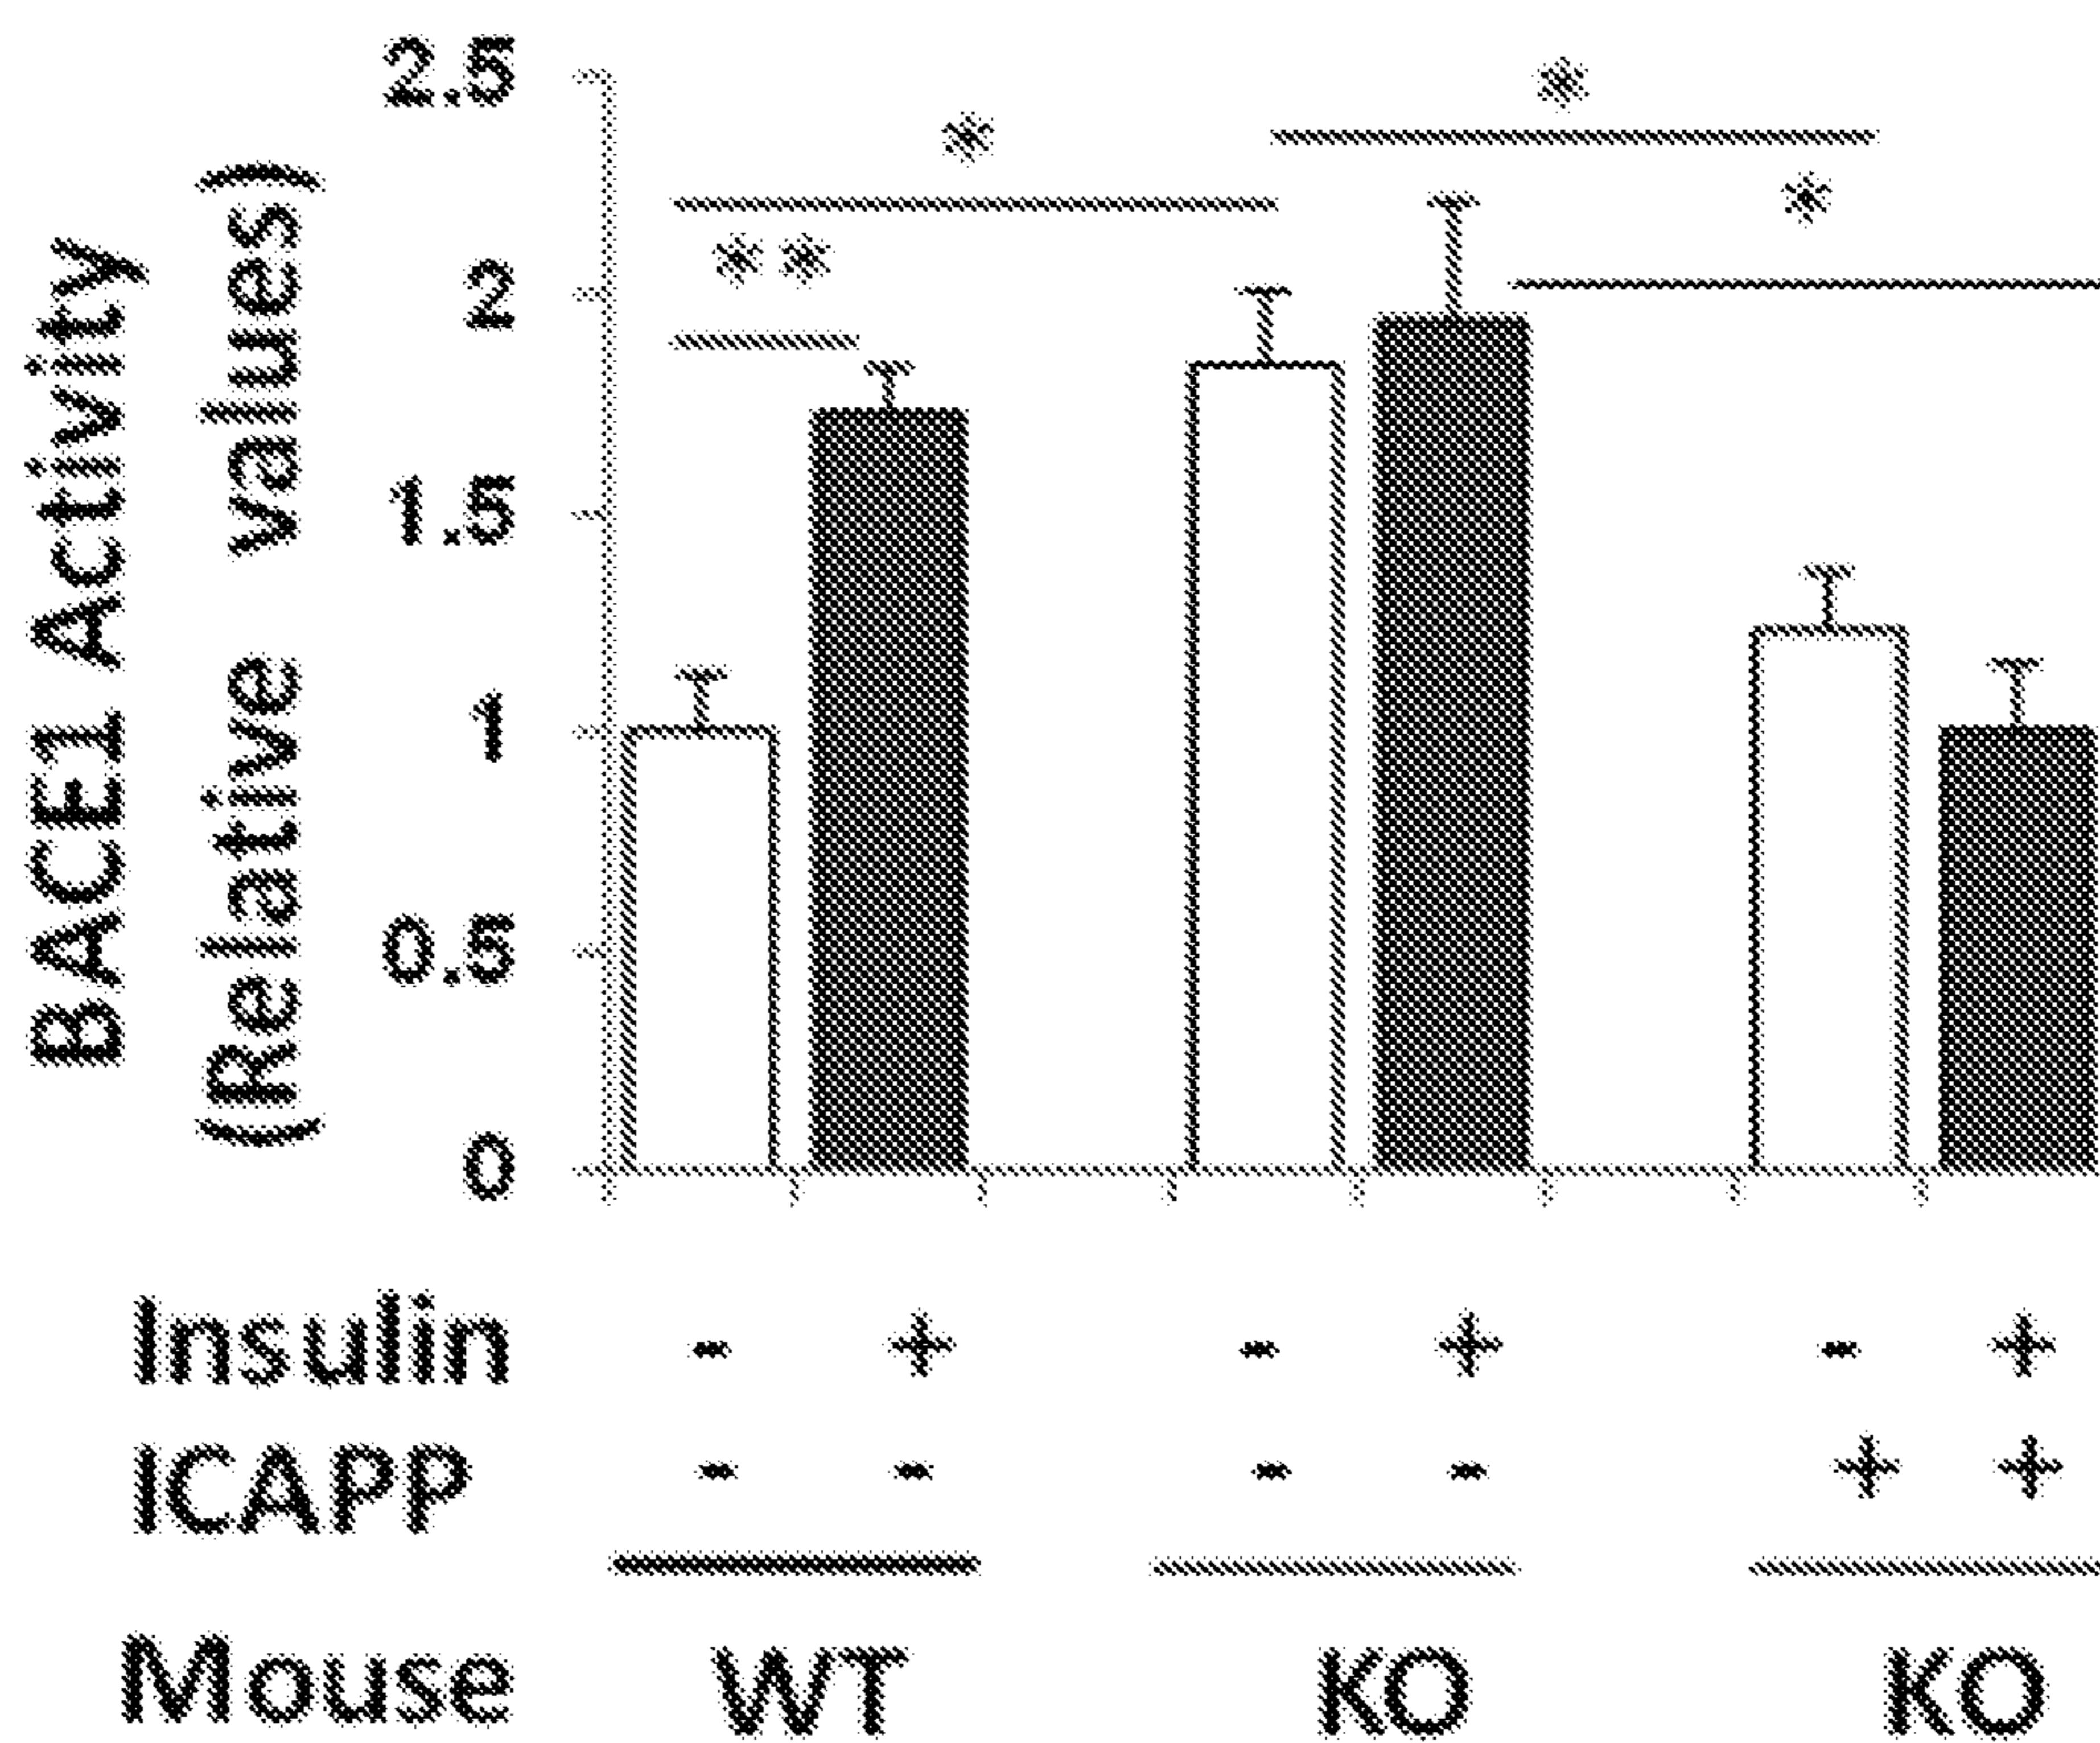 BACE1 Activity
(Relative values)
2.5
2
1.5
1
0.5
0
*
**
*
*
Insulin - + - + - +
ICAPP - - - - + +
Mouse WT KO KO